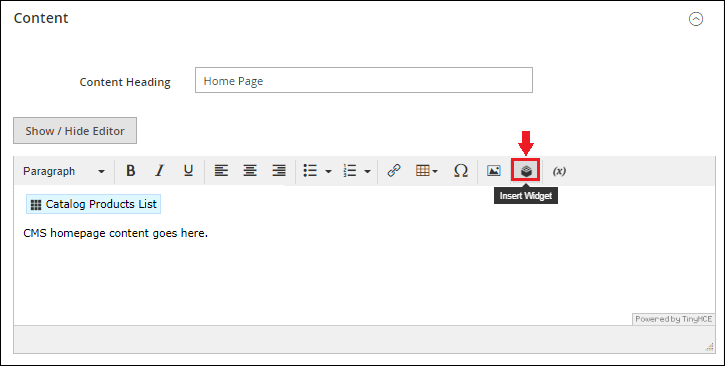 Content
Content Heading Home Page
Show / Hide Editor
Paragraph B I U Ω (x)
Insert Widget
Catalog Products List
CMS homepage content goes here.
Powered by TinyMCE